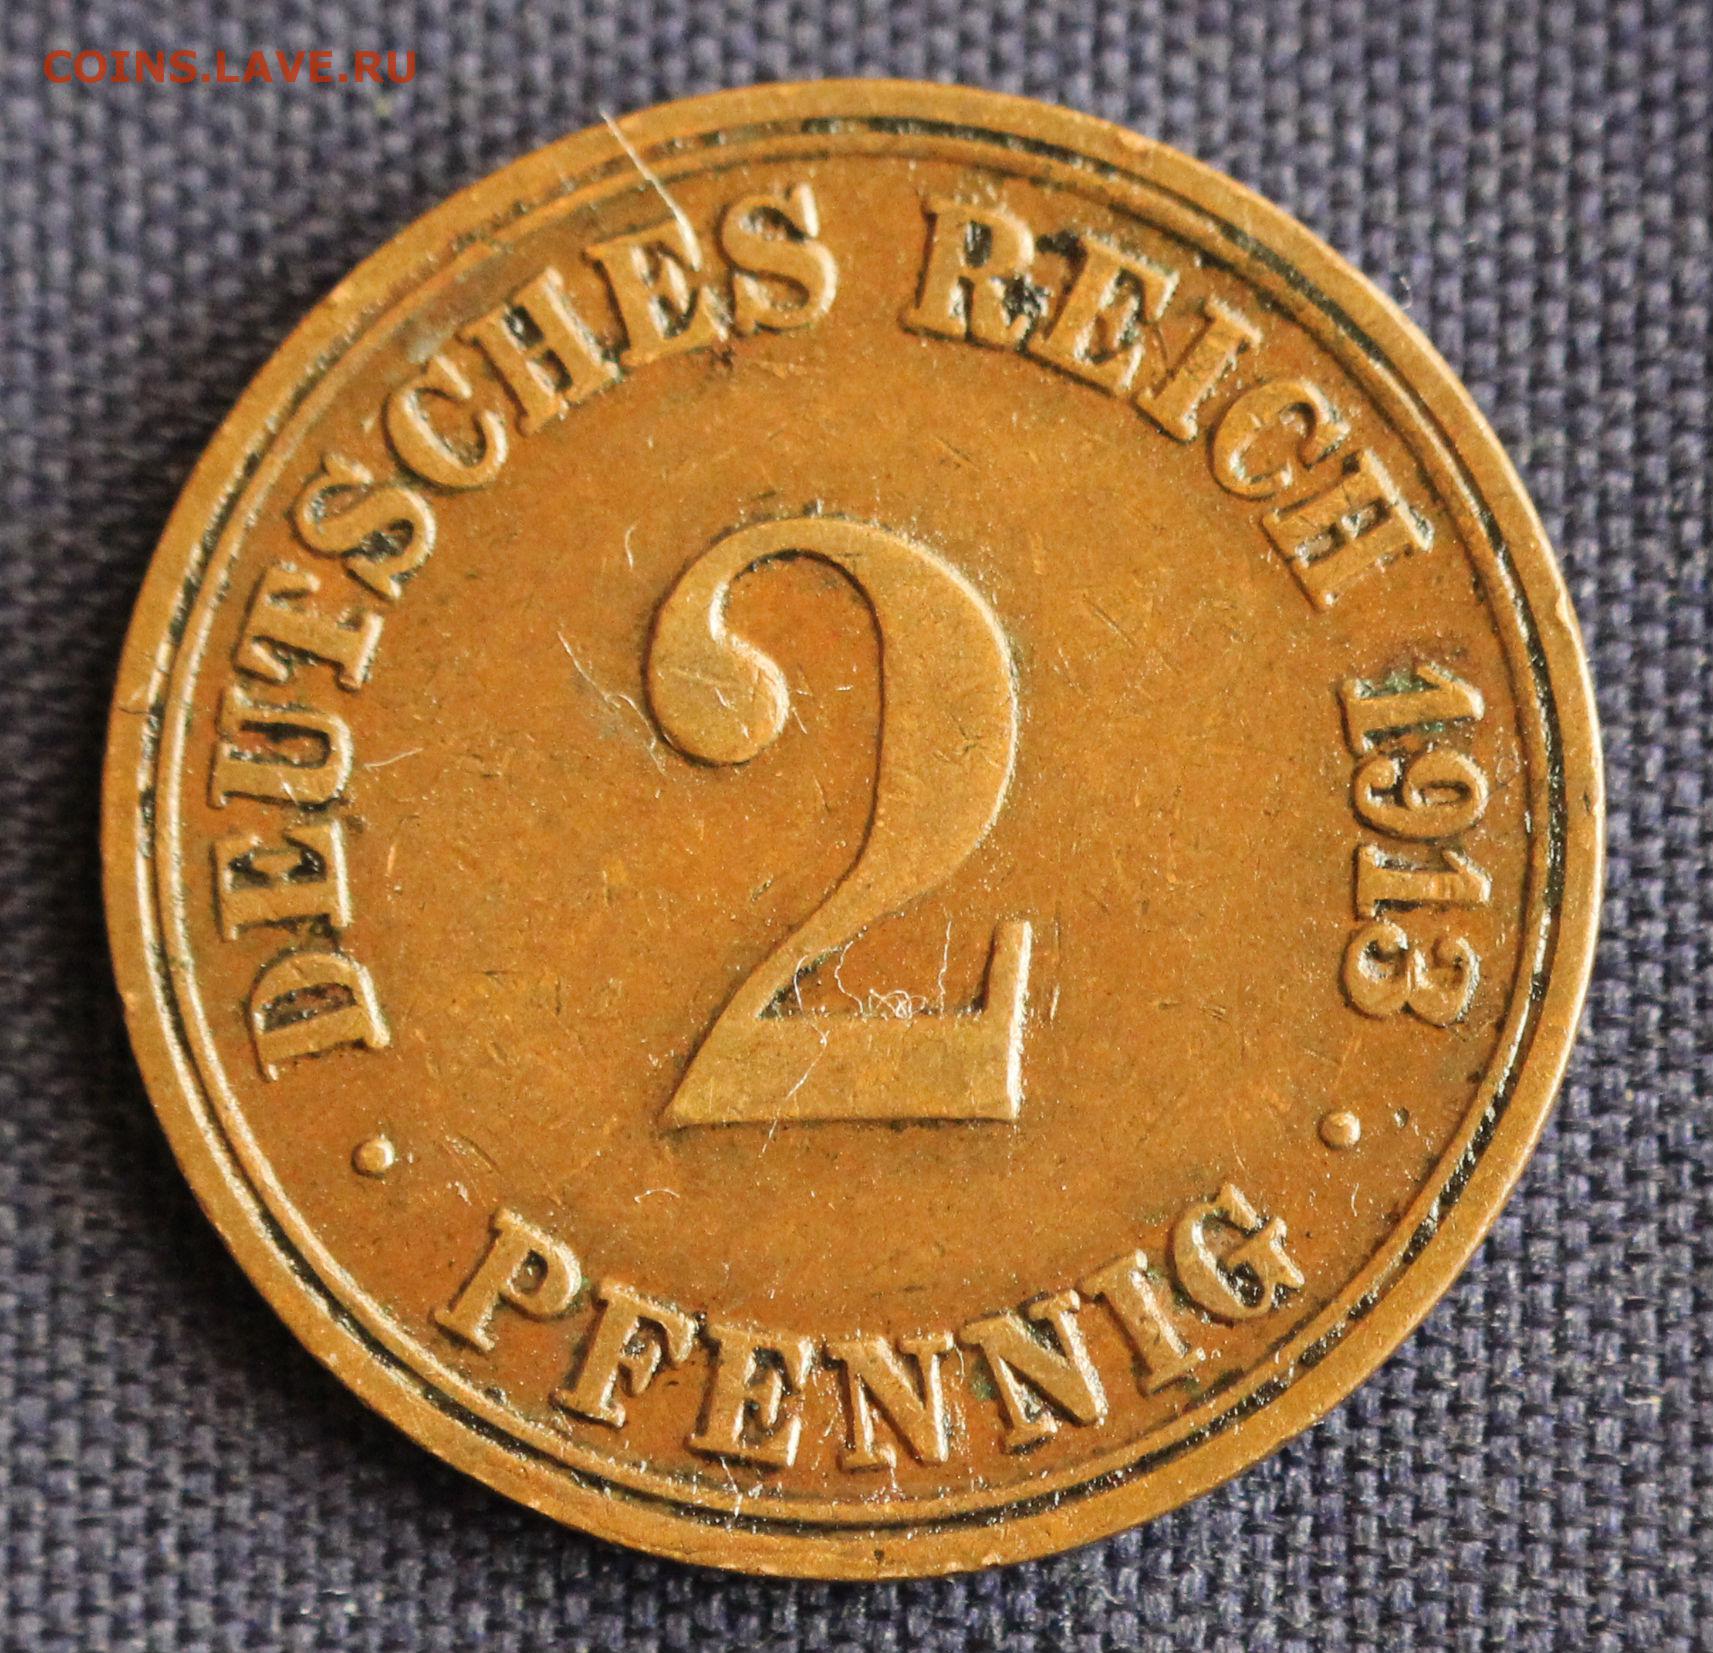 COINS.LAVE.RU
DEUTSCHES REICH 1913
2
· PFENNIG ·